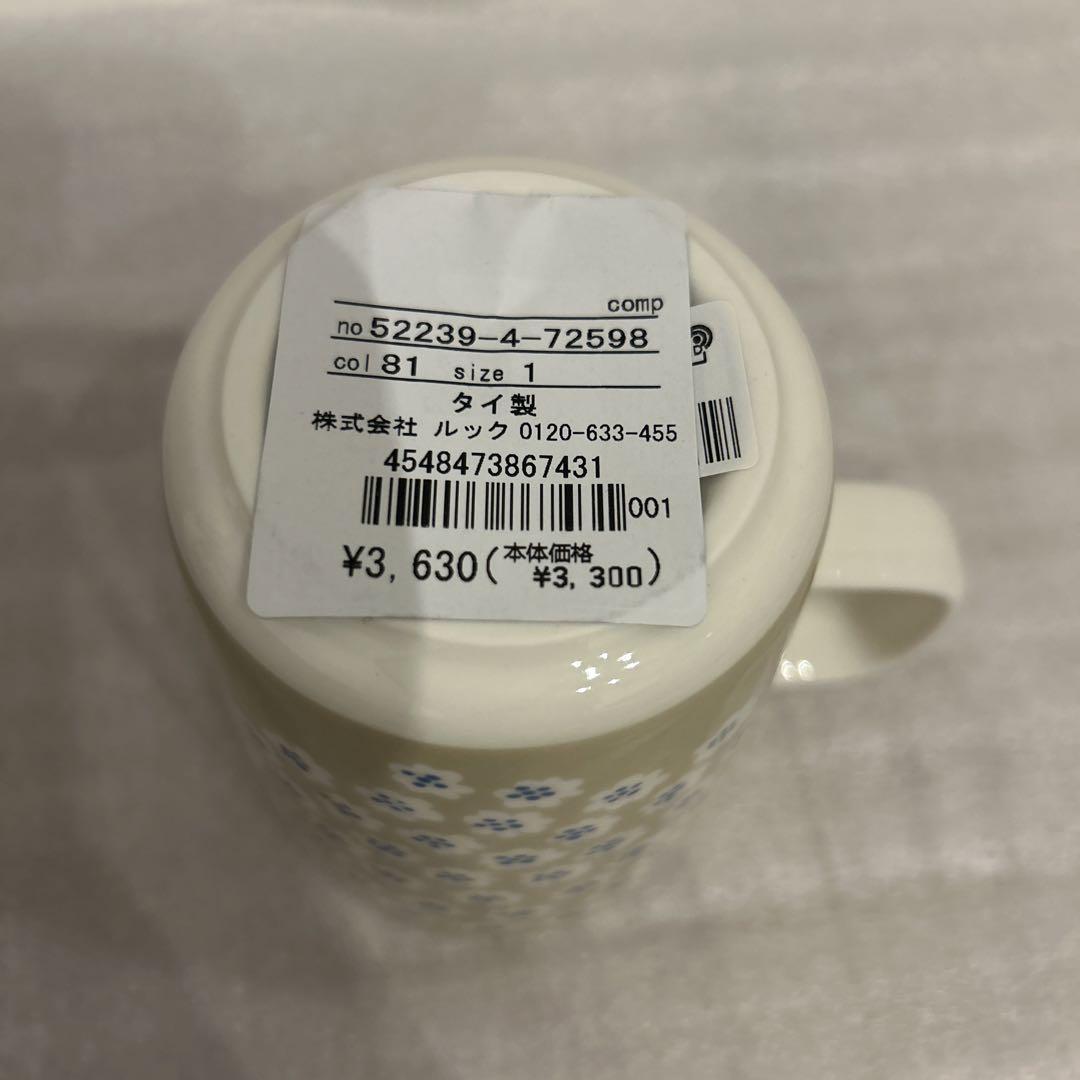 comp
no 52239-4-72598
col 81 size 1
タイ製
株式会社 ルック 0120-633-455
4548473867431
001
¥3,630(本体価格 ¥3,300)